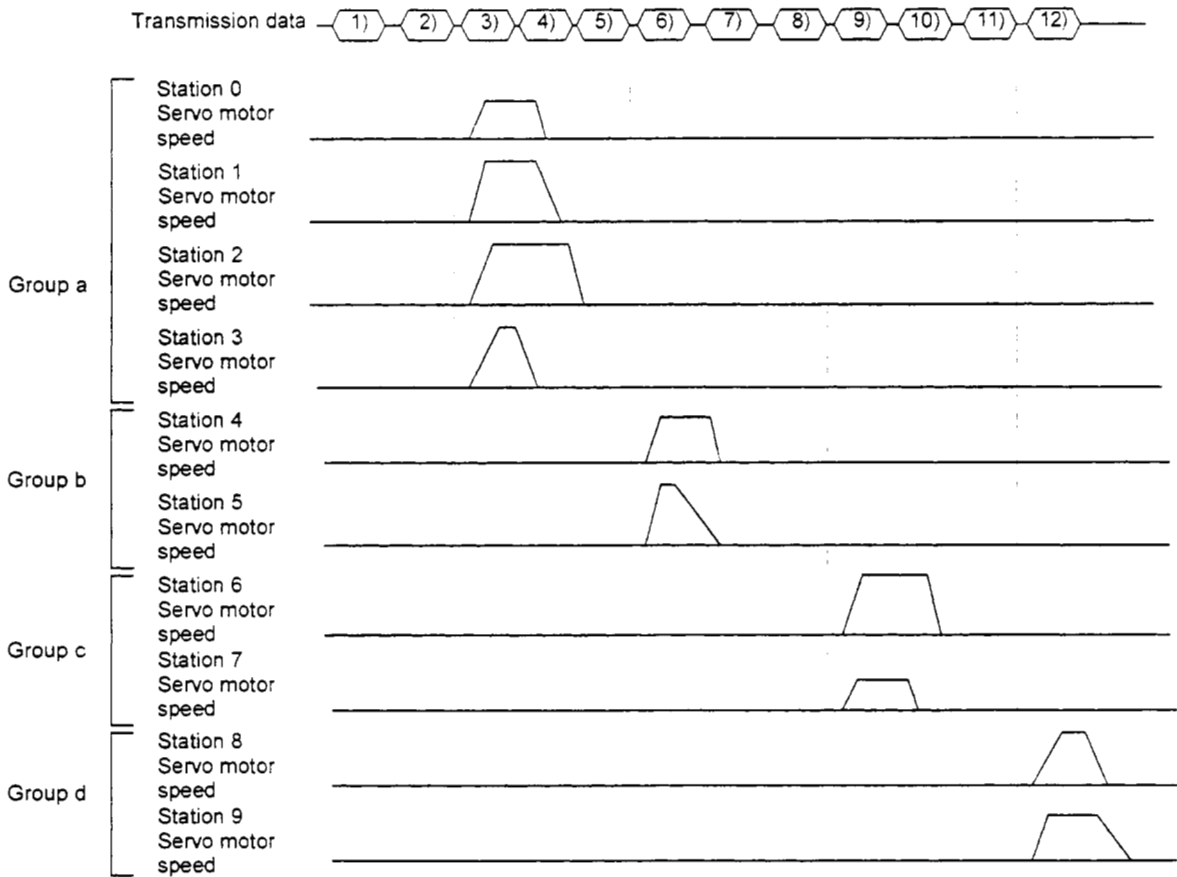 Transmission data 1) 2) 3) 4) 5) 6) 7) 8) 9) 10) 11) 12)
Group a
Station 0
Servo motor
speed
Station 1
Servo motor
speed
Station 2
Servo motor
speed
Station 3
Servo motor
speed
Group b
Station 4
Servo motor
speed
Station 5
Servo motor
speed
Group c
Station 6
Servo motor
speed
Station 7
Servo motor
speed
Group d
Station 8
Servo motor
speed
Station 9
Servo motor
speed